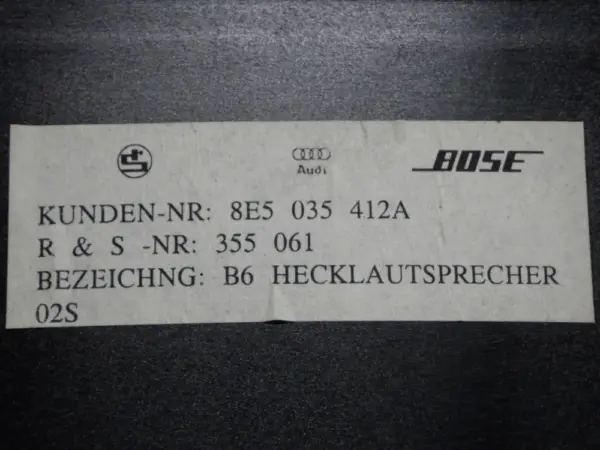 Audi
BOSE
KUNDEN-NR: 8E5 035 412A
R & S -NR: 355 061
BEZEICHNG: B6 HECKLAUTSPRECHER
02S